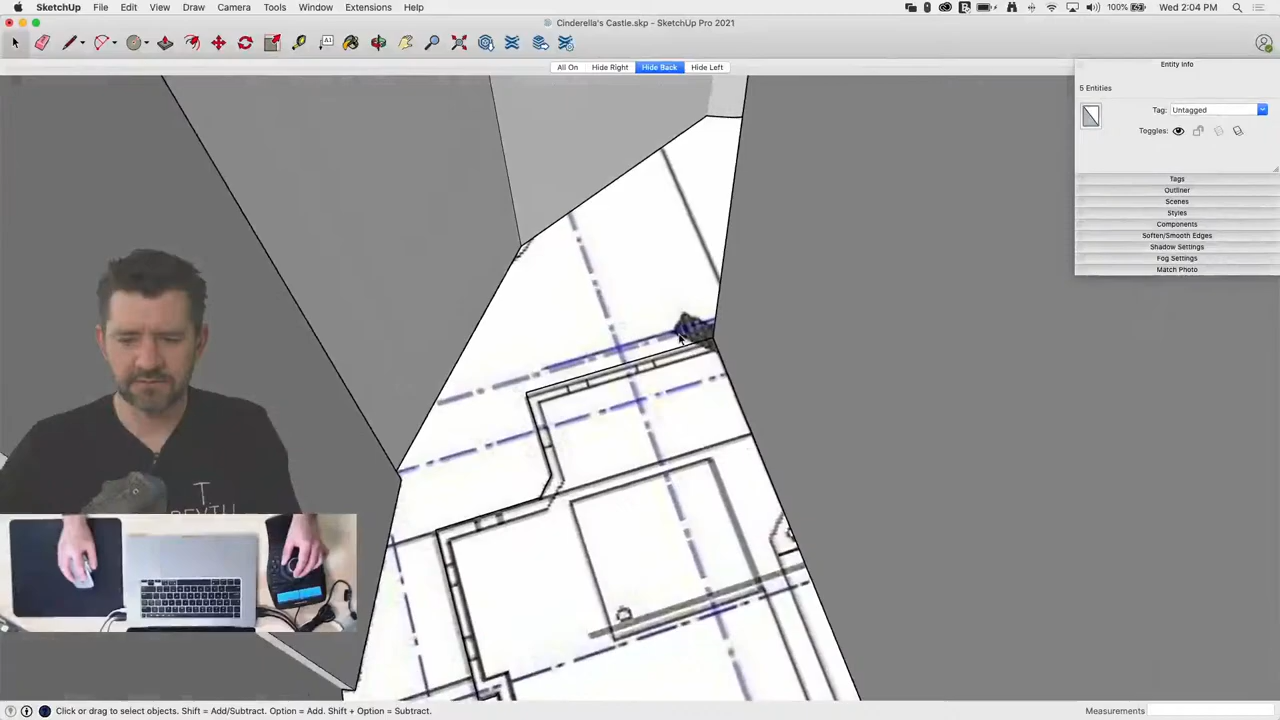 SketchUp File Edit View Draw Camera Tools Window Extensions Help 100% Wed 2:04 PM
Cinderella's Castle.skp - SketchUp Pro 2021
All On Hide Right Hide Back Hide Left
Entity Info
5 Entities
Tag: Untagged
Toggles:
Tags
Outliner
Scenes
Styles
Components
Soften/Smooth Edges
Shadow Settings
Fog Settings
Match Photo
T.
Click or drag to select objects. Shift = Add/Subtract. Option = Add. Shift + Option = Subtract.
Measurements